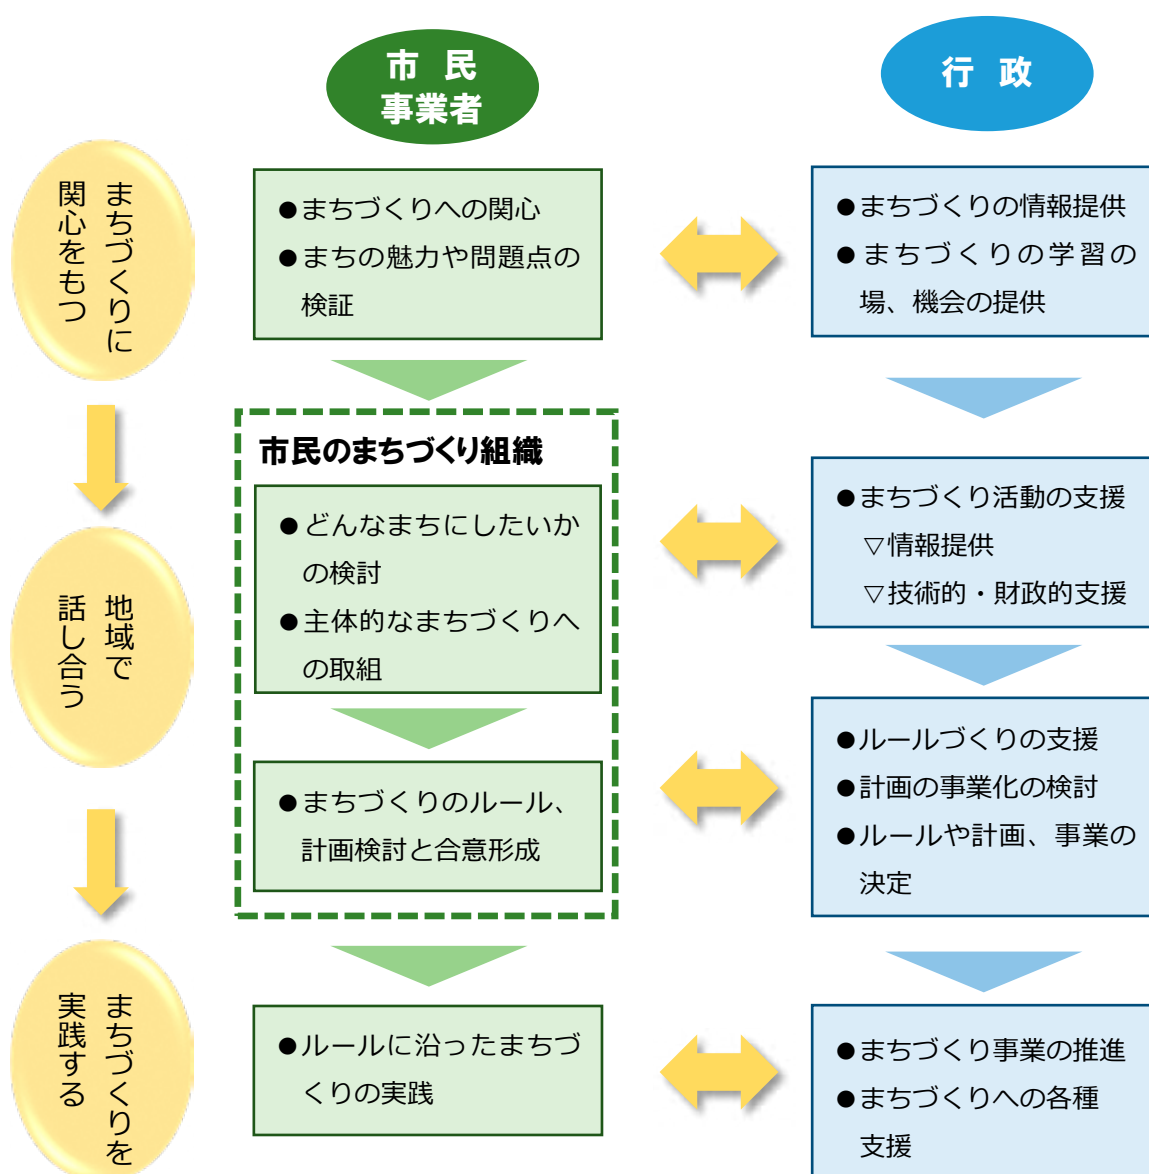 市 民
事業者
行 政
まちづくりに
関心をもつ
●まちづくりへの関心
●まちの魅力や問題点の
検証
●まちづくりの情報提供
●まちづくりの学習の
場、機会の提供
地域で
話し合う
市民のまちづくり組織
●どんなまちにしたいか
の検討
●主体的なまちづくりへ
の取組
●まちづくり活動の支援
▽情報提供
▽技術的・財政的支援
●まちづくりのルール、
計画検討と合意形成
●ルールづくりの支援
●計画の事業化の検討
●ルールや計画、事業の
決定
まちづくりを
実践する
●ルールに沿ったまちづ
くりの実践
●まちづくり事業の推進
●まちづくりへの各種
支援